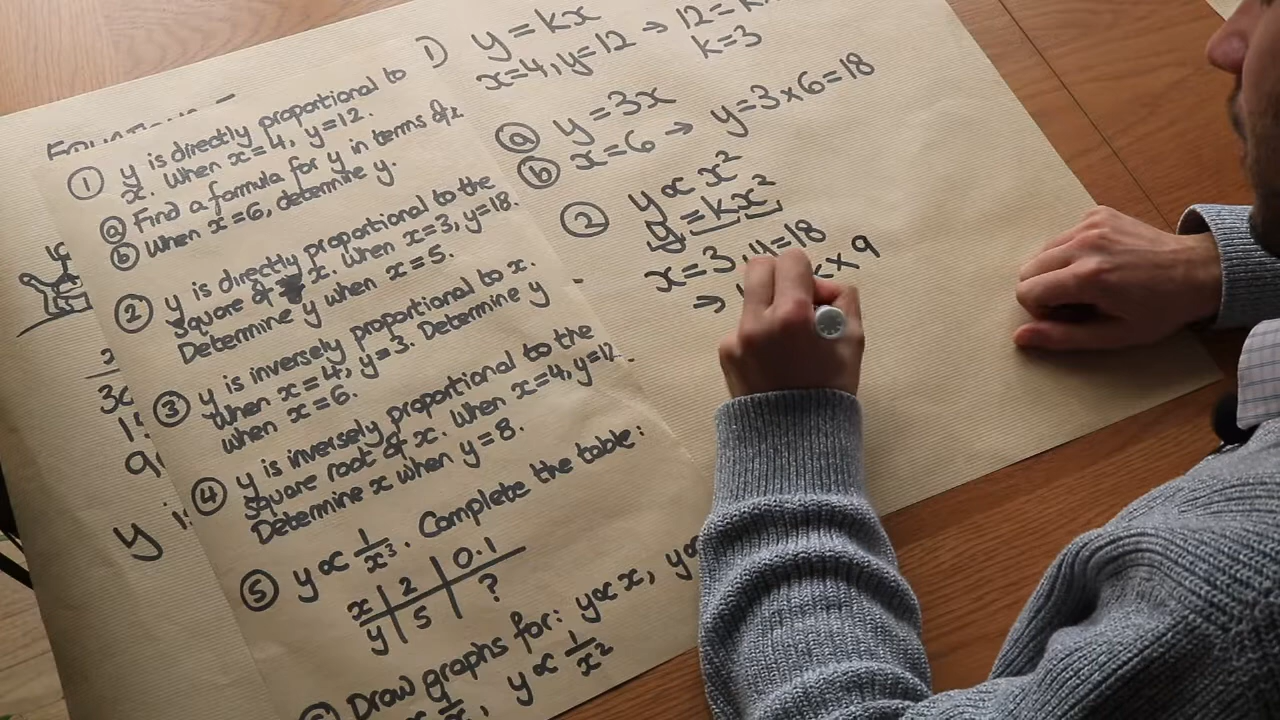 ① y is directly proportional to
x. When x=4, y=12.
ⓐ Find a formula for y in terms of x
ⓑ When x=6, determine y.
② y is directly proportional to the
square of x. When x=3, y=18.
Determine y when x=5.
③ y is inversely proportional to x.
When x=4, y=3. Determine y
when x=6.
④ y is inversely proportional to the
square root of x. When x=4, y=12.
Determine x when y=8.
⑤ y∝1/x³. Complete the table:
x | 2 | 0.1
y | 5 | ?
Draw graphs for: y∝x, y∝
y∝1/x²
1) y=kx
x=4, y=12 → 12=k
k=3
ⓐ y=3x
ⓑ x=6 → y=3×6=18
② y∝x²
y=kx²
x=3, y=18
→ ×9
y is